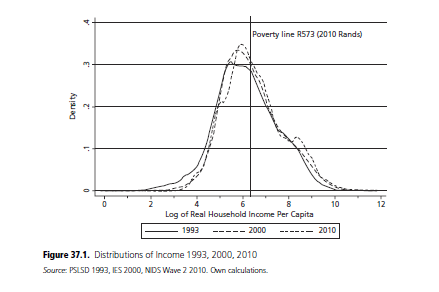 .4
Poverty line R573 (2010 Rands)
.3
Density
.2
.1
0
0 2 4 6 8 10 12
Log of Real Household Income Per Capita
1993 2000 2010
Figure 37.1. Distributions of Income 1993, 2000, 2010
Source: PSLSD 1993, IES 2000, NIDS Wave 2 2010. Own calculations.